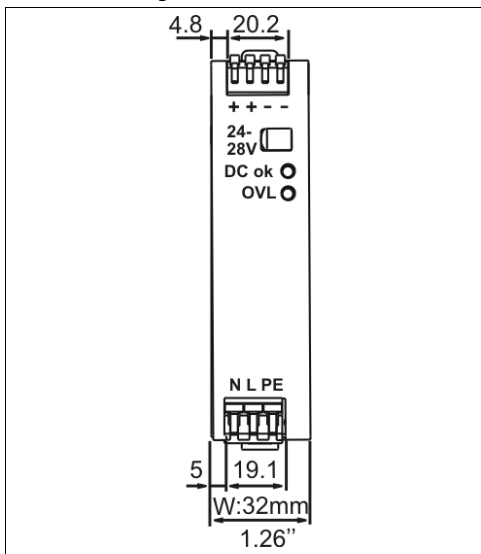 4.8 20.2
+ + - -
24-
28V
DC ok
OVL
N L PE
5 19.1
W:32mm
1.26’’